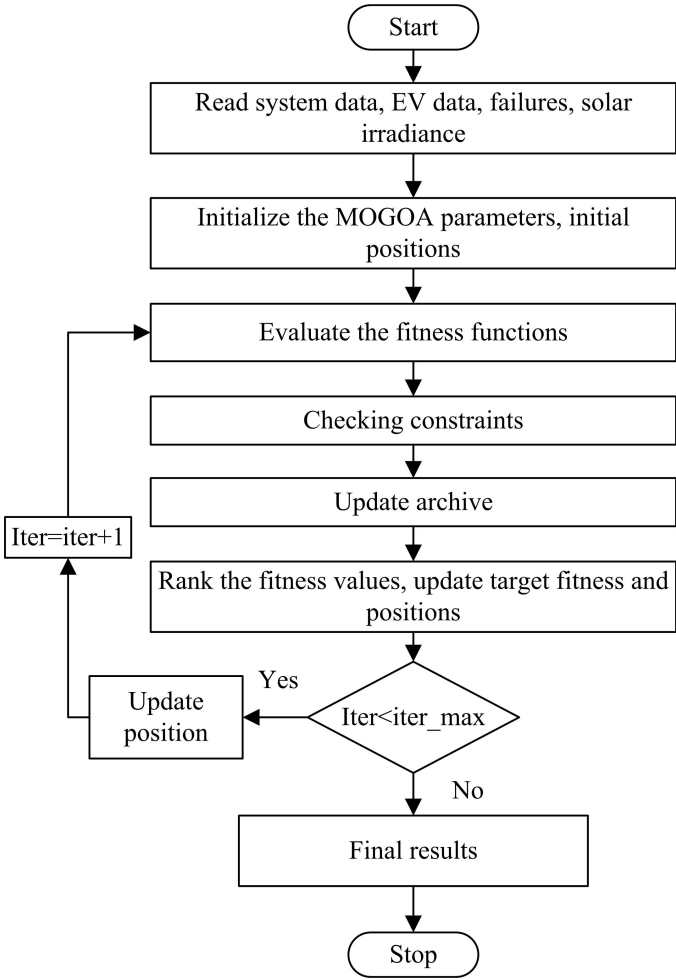 Start
Read system data, EV data, failures, solar
irradiance
Initialize the MOGOA parameters, initial
positions
Evaluate the fitness functions
Checking constraints
Update archive
Iter=iter+1
Rank the fitness values, update target fitness and
positions
Iter<iter_max
Yes
Update
position
No
Final results
Stop